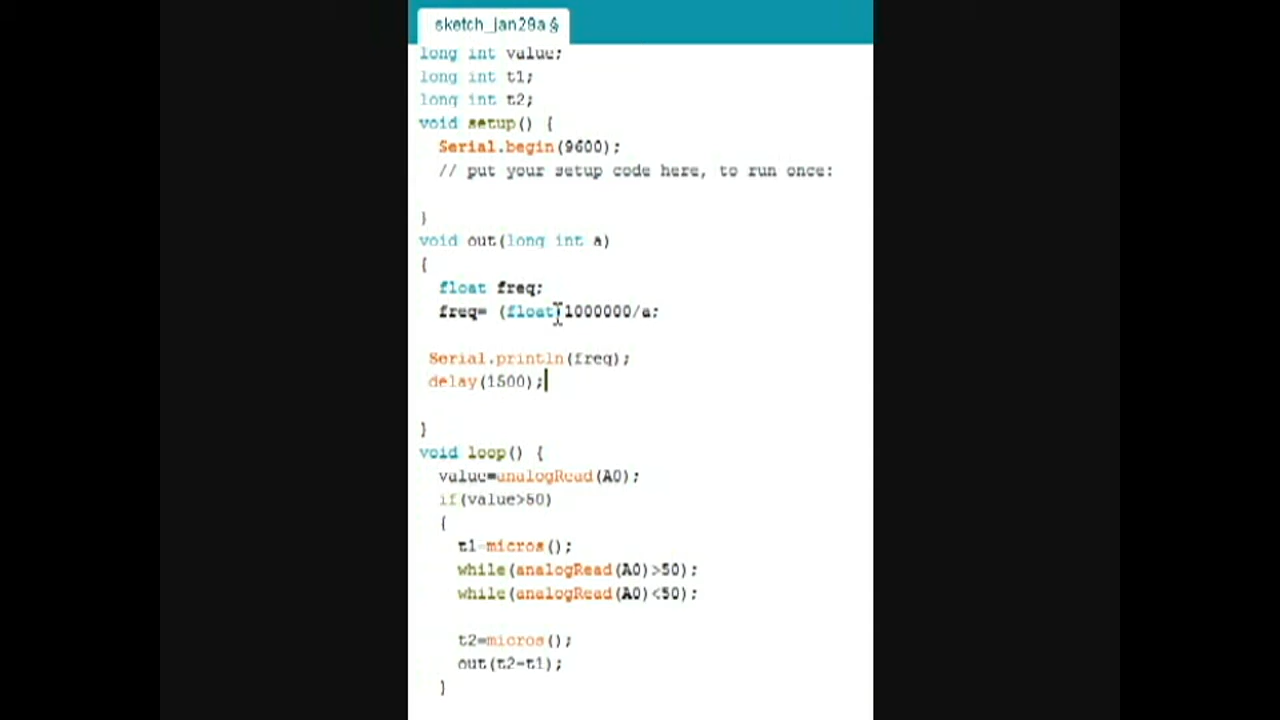 sketch_jan29a §
long int value;
long int t1;
long int t2;
void setup() {
Serial.begin(9600);
// put your setup code here, to run once:
}
void out(long int a)
{
float freq;
freq= (float)1000000/a;
Serial.println(freq);
delay(1500);
}
void loop() {
value=analogRead(A0);
if(value>50)
{
t1=micros();
while(analogRead(A0)>50);
while(analogRead(A0)<50);
t2=micros();
out(t2-t1);
}